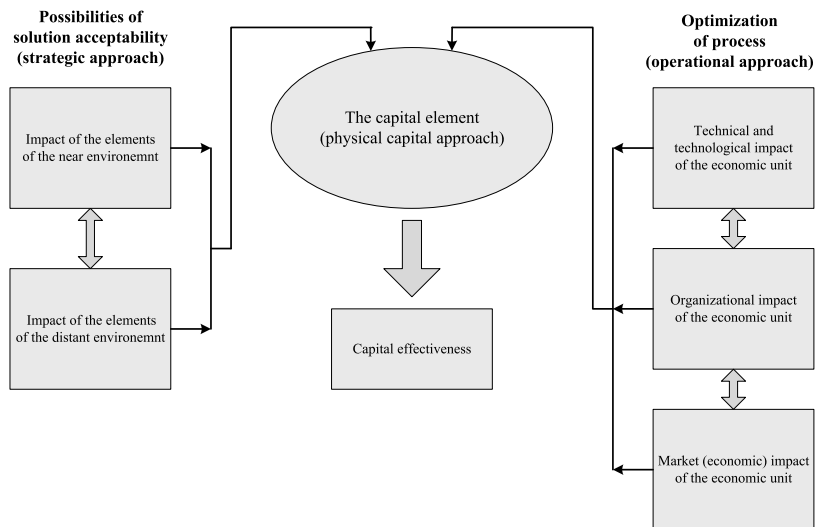 Possibilities of
solution acceptability
(strategic approach)
Impact of the elements
of the near environemnt
Impact of the elements
of the distant environemnt
The capital element
(physical capital approach)
Capital effectiveness
Optimization
of process
(operational approach)
Technical and
technological impact
of the economic unit
Organizational impact
of the economic unit
Market (economic) impact
of the economic unit